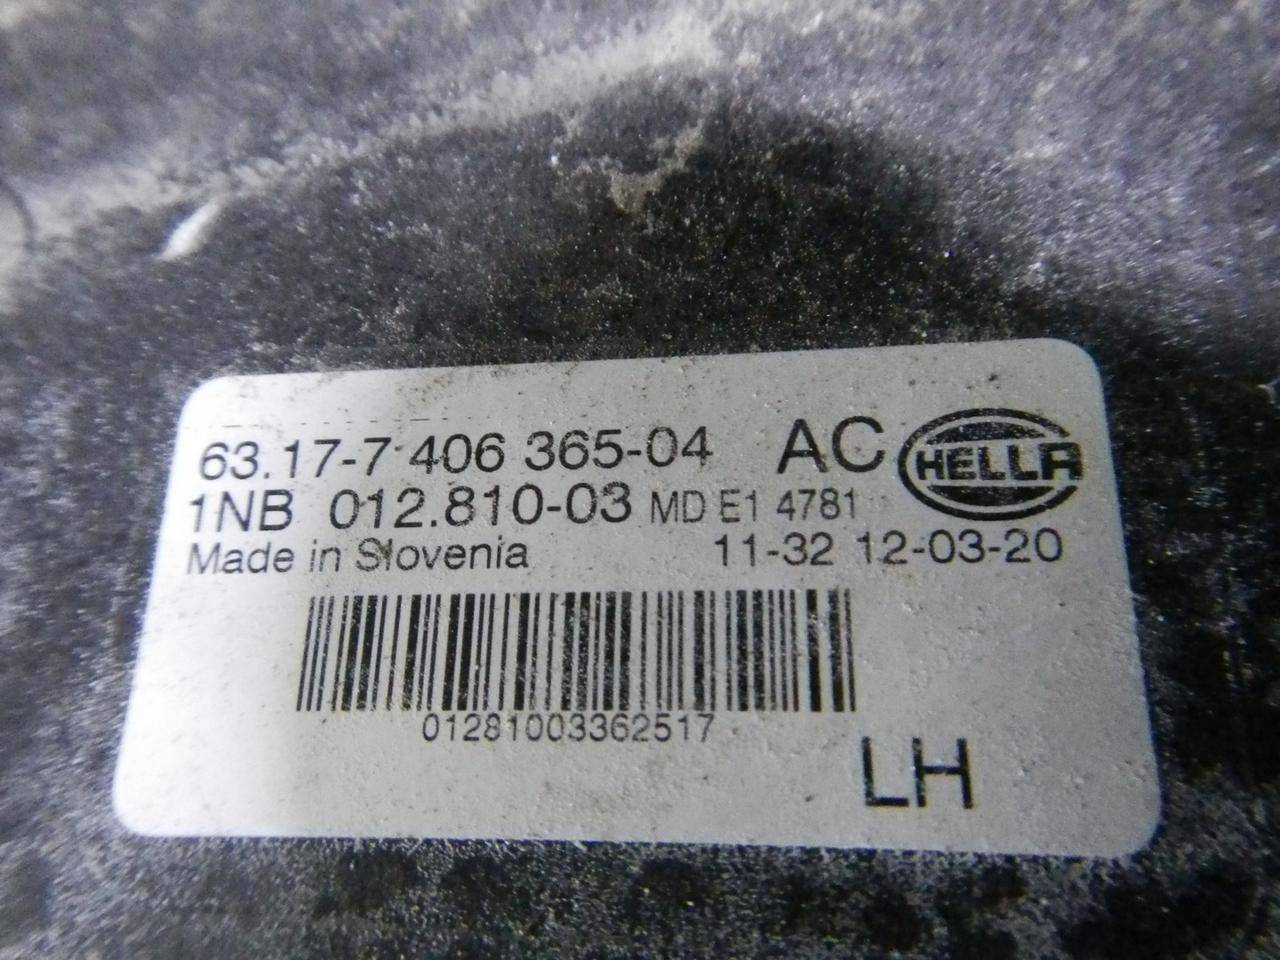 63.17-7 406 365-04 AC HELLA
1NB 012.810-03 MD E1 4781
Made in Slovenia 11-32 12-03-20
01281003362517
LH